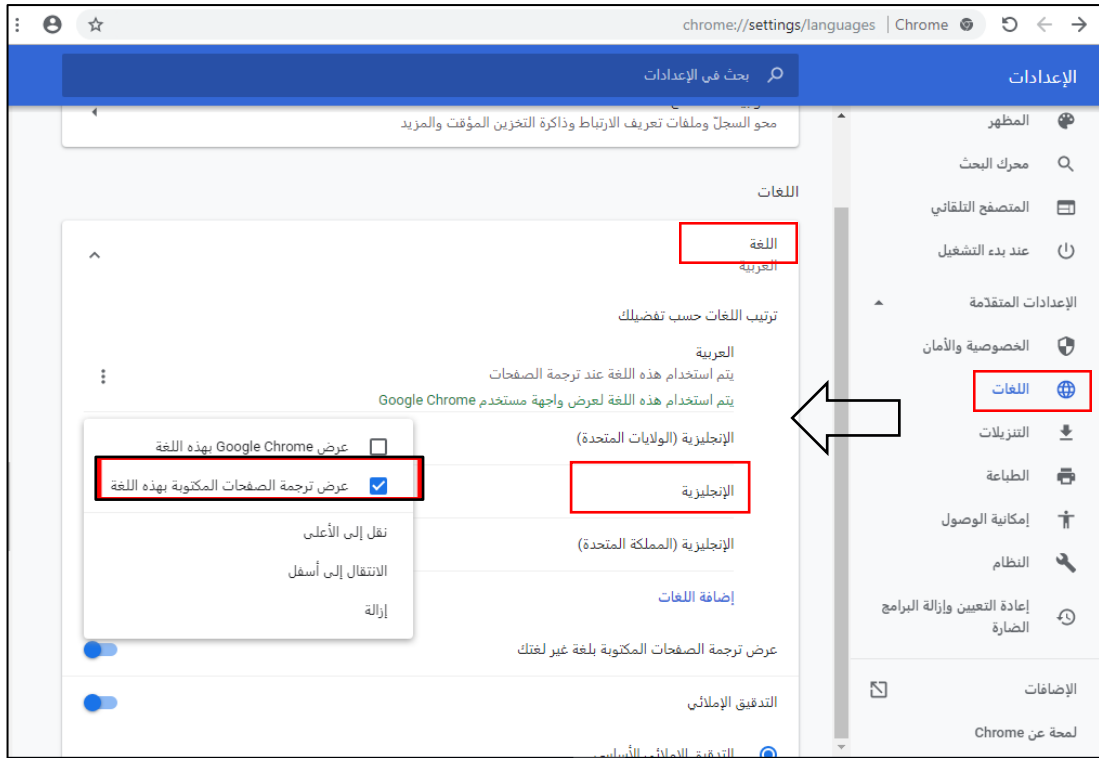 chrome://settings/languages | Chrome
الإعدادات
بحث في الإعدادات
المظهر
محرك البحث
المتصفح التلقائي
عند بدء التشغيل
الإعدادات المتقدّمة
الخصوصية والأمان
اللغات
التنزيلات
الطباعة
إمكانية الوصول
النظام
إعادة التعيين وإزالة البرامج
الضارة
الإضافات
لمحة عن Chrome
محو السجلّ وملفات تعريف الارتباط وذاكرة التخزين المؤقت والمزيد
اللغات
اللغة
العربية
ترتيب اللغات حسب تفضيلك
العربية
يتم استخدام هذه اللغة عند ترجمة الصفحات
يتم استخدام هذه اللغة لعرض واجهة مستخدم Google Chrome
الإنجليزية (الولايات المتحدة)
الإنجليزية
الإنجليزية (المملكة المتحدة)
إضافة اللغات
عرض Google Chrome بهذه اللغة
عرض ترجمة الصفحات المكتوبة بهذه اللغة
نقل إلى الأعلى
الانتقال إلى أسفل
إزالة
عرض ترجمة الصفحات المكتوبة بلغة غير لغتك
التدقيق الإملائي
التدقيق الإملائي الأساسي